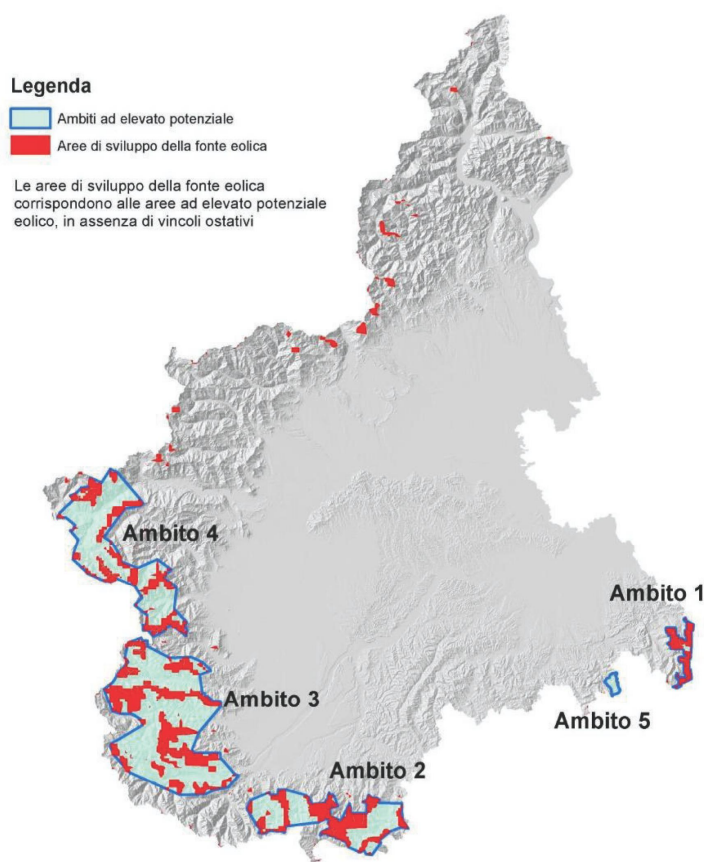 Legenda
Ambiti ad elevato potenziale
Aree di sviluppo della fonte eolica
Le aree di sviluppo della fonte eolica
corrispondono alle aree ad elevato potenziale
eolico, in assenza di vincoli ostativi
Ambito 4
Ambito 1
Ambito 3
Ambito 5
Ambito 2